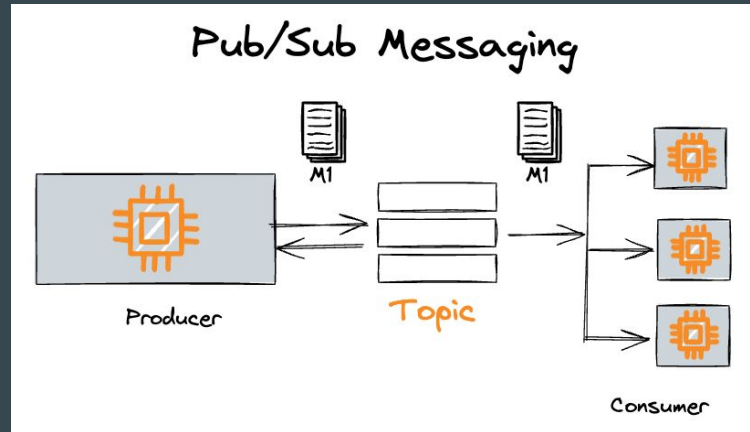 Pub/Sub Messaging
M1
M1
Producer
Topic
Consumer